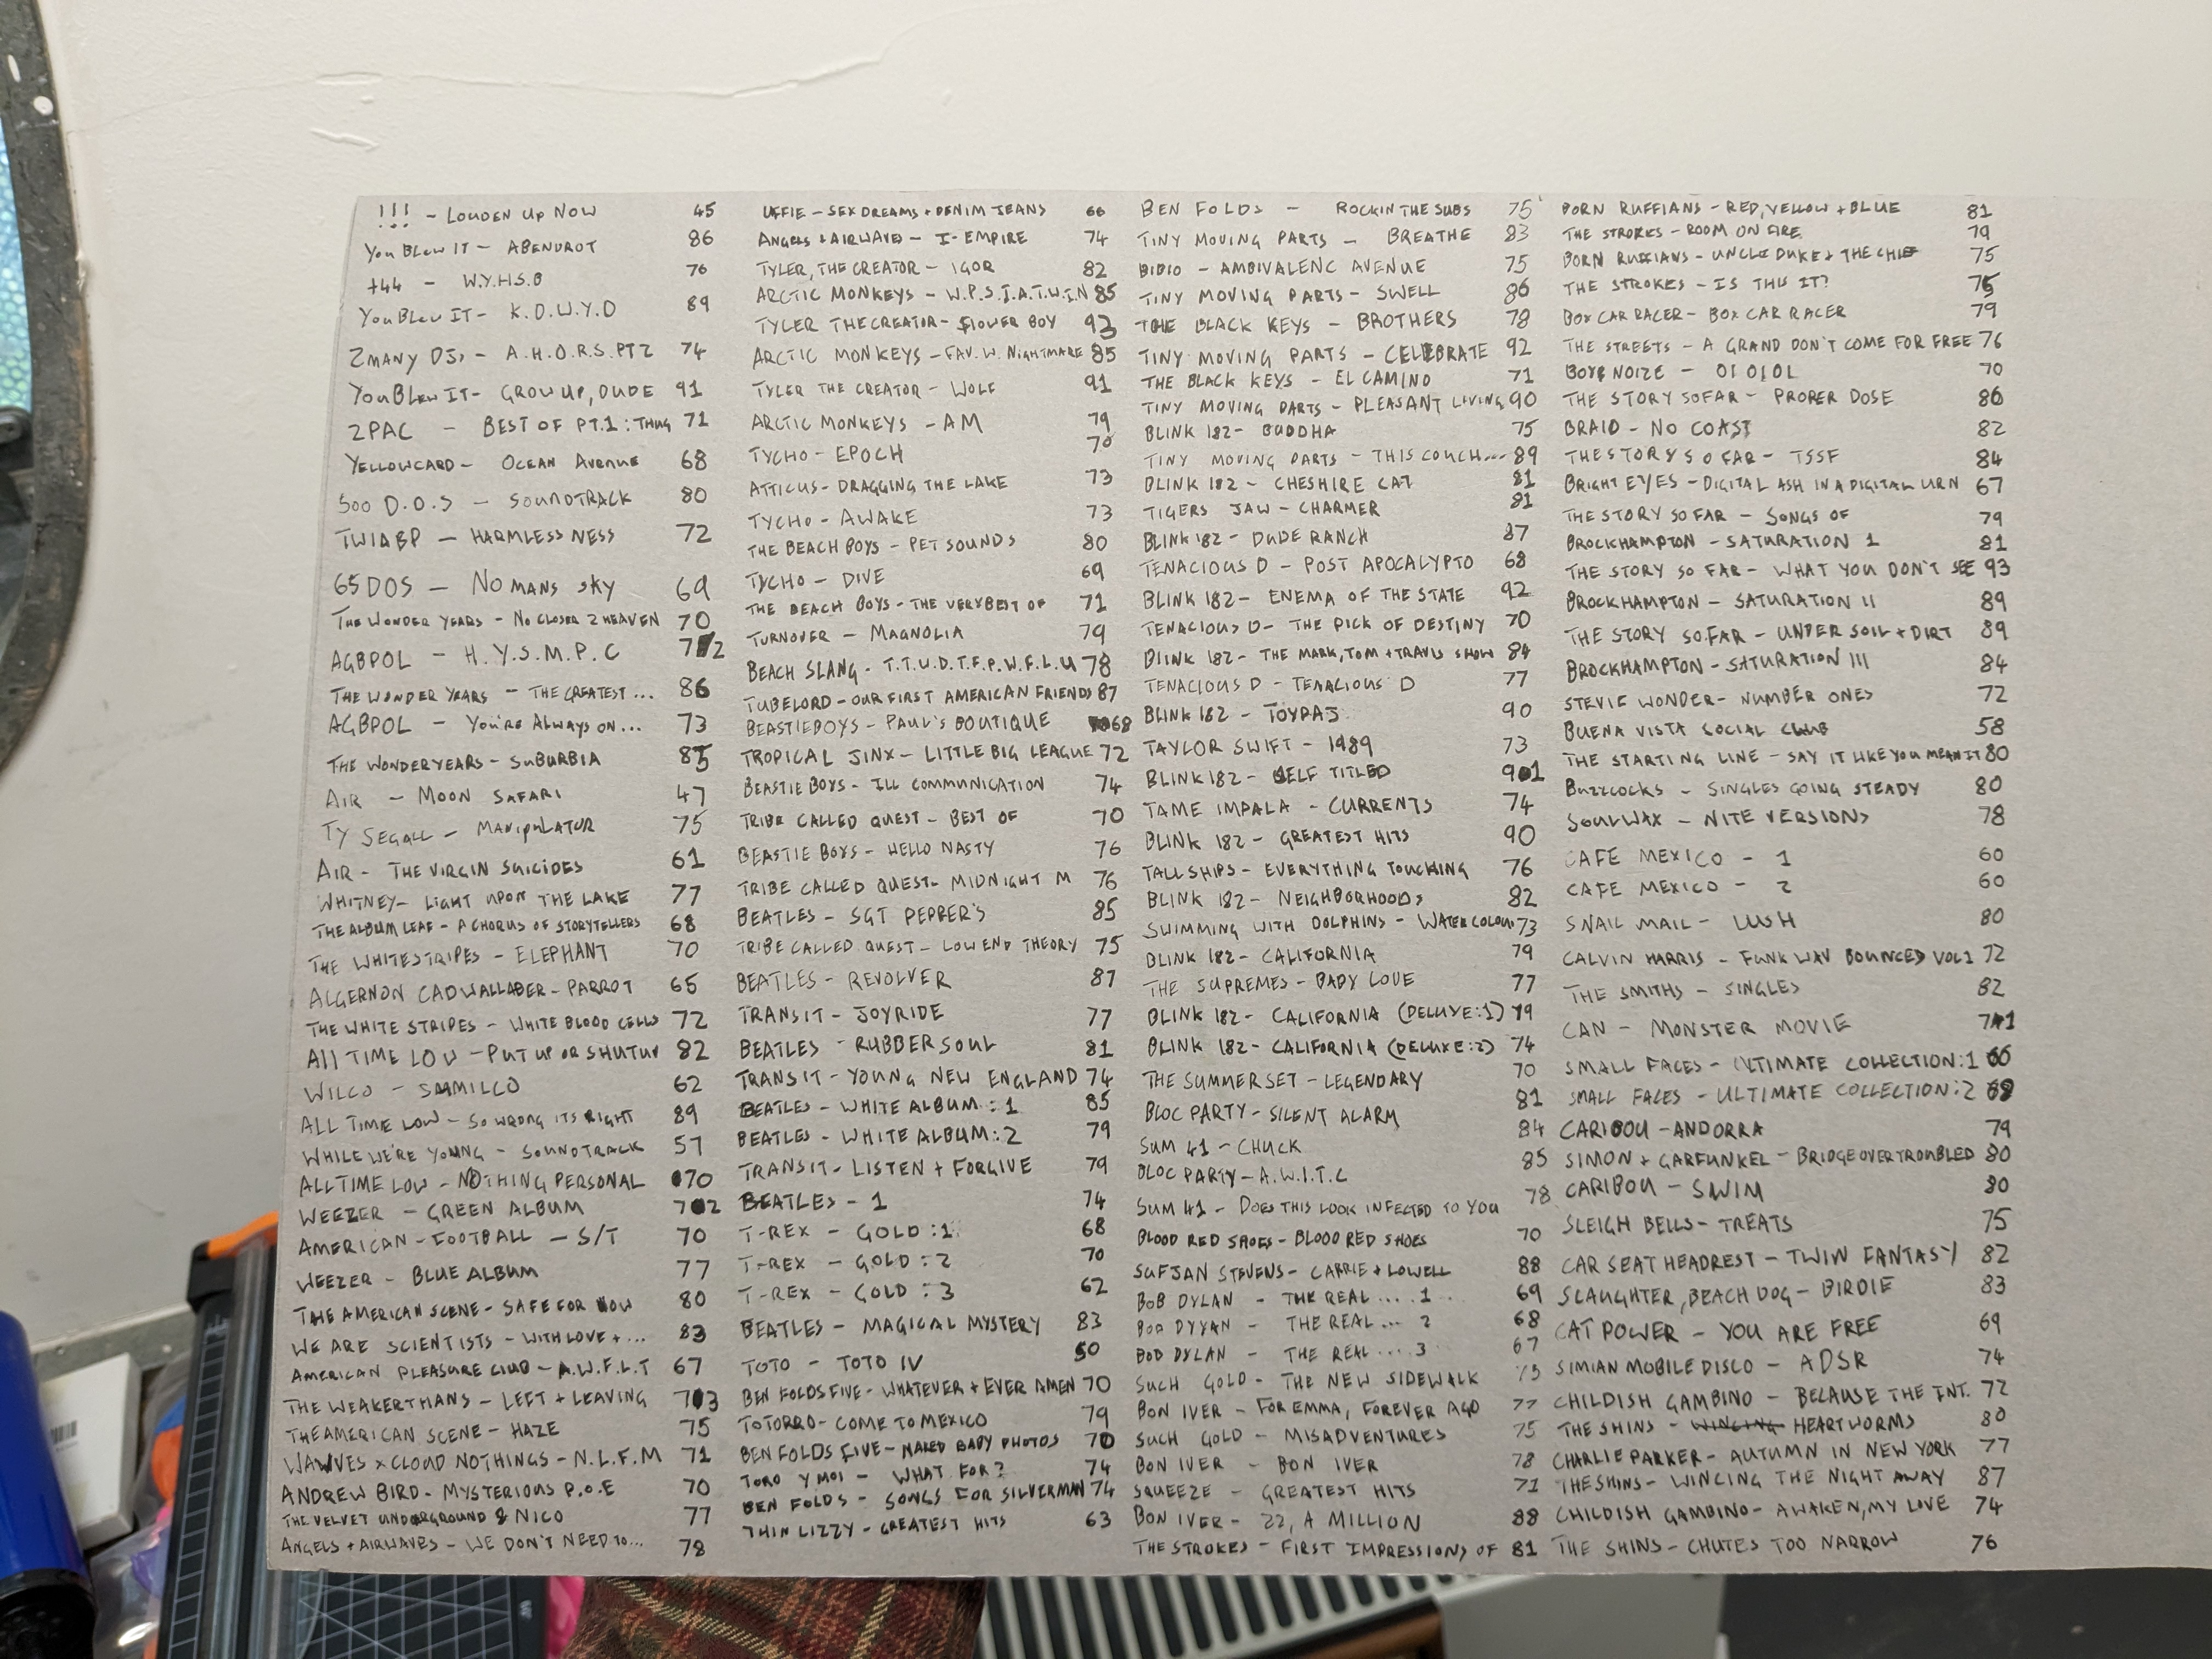 !!! - LOUDEN UP NOW 45
YOU BLEW IT - ABENDROT 86
+44 - W.Y.H.S.B 76
YOU BLEW IT - K.D.W.Y.D 89
2MANY DJs - A.H.O.R.S. PT 2 74
YOU BLEW IT - GROW UP, DUDE 91
2PAC - BEST OF PT.1: THUG 71
YELLOWCARD - OCEAN AVENUE 68
500 D.O.S - SOUNDTRACK 80
TWIABP - HARMLESSNESS 72
65DOS - NO MANS SKY 69
THE WONDER YEARS - NO CLOSER 2 HEAVEN 70
AGBPOL - H.Y.S.M.P.C 72
THE WONDER YEARS - THE GREATEST ... 86
AGBPOL - YOU'RE ALWAYS ON... 73
THE WONDER YEARS - SUBURBIA 85
AIR - MOON SAFARI 47
TY SEGALL - MANIPULATOR 75
AIR - THE VIRGIN SUICIDES 61
WHITNEY - LIGHT UPON THE LAKE 77
THE ALBUM LEAF - A CHORUS OF STORYTELLERS 68
THE WHITESTRIPES - ELEPHANT 70
ALGERNON CADWALLADER - PARROT 65
THE WHITE STRIPES - WHITE BLOOD CELLS 72
ALL TIME LOW - PUT UP OR SHUTUP 82
WILCO - SHMILCO 62
ALL TIME LOW - SO WRONG ITS RIGHT 89
WHILE WE'RE YOUNG - SOUNDTRACK 57
ALL TIME LOW - NOTHING PERSONAL 70
WEEZER - GREEN ALBUM 72
AMERICAN - FOOTBALL - S/T 70
WEEZER - BLUE ALBUM 77
THE AMERICAN SCENE - SAFE FOR NOW 80
WE ARE SCIENTISTS - WITH LOVE + ... 83
AMERICAN PLEASURE CLUB - A.W.F.L.T 67
THE WEAKERTHANS - LEFT + LEAVING 73
THE AMERICAN SCENE - HAZE 75
WAVVES x CLOUD NOTHINGS - N.L.F.M 71
ANDREW BIRD - MYSTERIOUS P.O.E 70
THE VELVET UNDERGROUND & NICO 77
ANGELS + AIRWAVES - WE DON'T NEED TO... 78
UFFIE - SEX DREAMS + DENIM JEANS 66
ANGELS + AIRWAVES - I-EMPIRE 74
TYLER, THE CREATOR - IGOR 82
ARCTIC MONKEYS - W.P.S.I.A.T.W.I.N 85
TYLER THE CREATOR - FLOWER BOY 93
ARCTIC MONKEYS - FAV. W. NIGHTMARE 85
TYLER THE CREATOR - WOLF 91
ARCTIC MONKEYS - AM 79
TYCHO - EPOCH 70
ATTICUS - DRAGGING THE LAKE 73
TYCHO - AWAKE 73
THE BEACH BOYS - PET SOUNDS 80
TYCHO - DIVE 69
THE BEACH BOYS - THE VERY BEST OF 71
TURNOVER - MAGNOLIA 79
BEACH SLANG - T.T.U.D.T.F.P.W.F.L.U 78
TUBELORD - OUR FIRST AMERICAN FRIENDS 87
BEASTIEBOYS - PAUL'S BOUTIQUE 68
TROPICAL JINX - LITTLE BIG LEAGUE 72
BEASTIE BOYS - ILL COMMUNICATION 74
TRIBE CALLED QUEST - BEST OF 70
BEASTIE BOYS - HELLO NASTY 76
TRIBE CALLED QUEST - MIDNIGHT M 76
BEATLES - SGT PEPPER'S 85
TRIBE CALLED QUEST - LOW END THEORY 75
BEATLES - REVOLVER 87
TRANSIT - JOYRIDE 77
BEATLES - RUBBER SOUL 81
TRANSIT - YOUNG NEW ENGLAND 74
BEATLES - WHITE ALBUM : 1 85
BEATLES - WHITE ALBUM : 2 79
TRANSIT - LISTEN + FORGIVE 79
BEATLES - 1 74
T-REX - GOLD : 1 68
T-REX - GOLD : 2 70
T-REX - GOLD : 3 62
BEATLES - MAGICAL MYSTERY 83
TOTO - TOTO IV 50
BEN FOLDS FIVE - WHATEVER + EVER AMEN 70
TOTORRO - COME TO MEXICO 79
BEN FOLDS FIVE - NAKED BABY PHOTOS 70
TORO Y MOI - WHAT FOR? 74
BEN FOLDS - SONGS FOR SILVERMAN 74
THIN LIZZY - GREATEST HITS 63
BEN FOLDS - ROCKIN THE SUBS 75
TINY MOVING PARTS - BREATHE 83
BIBIO - AMBIVALENC AVENUE 75
TINY MOVING PARTS - SWELL 86
THE BLACK KEYS - BROTHERS 78
TINY MOVING PARTS - CELEBRATE 92
THE BLACK KEYS - EL CAMINO 71
TINY MOVING PARTS - PLEASANT LIVING 90
BLINK 182 - BUDDHA 75
TINY MOVING PARTS - THIS COUCH... 89
BLINK 182 - CHESHIRE CAT 81
TIGERS JAW - CHARMER 81
BLINK 182 - DUDE RANCH 87
TENACIOUS D - POST APOCALYPTO 68
BLINK 182 - ENEMA OF THE STATE 92
TENACIOUS D - THE PICK OF DESTINY 70
BLINK 182 - THE MARK, TOM + TRAVIS SHOW 84
TENACIOUS D - TENACIOUS D 77
BLINK 182 - TOYPAJ 90
TAYLOR SWIFT - 1989 73
BLINK 182 - SELF TITLED 91
TAME IMPALA - CURRENTS 74
BLINK 182 - GREATEST HITS 90
TALL SHIPS - EVERYTHING TOUCHING 76
BLINK 182 - NEIGHBORHOODS 82
SWIMMING WITH DOLPHINS - WATER COLOUR 73
BLINK 182 - CALIFORNIA 79
THE SUPREMES - BABY LOVE 77
BLINK 182 - CALIFORNIA (DELUXE:1) 79
BLINK 182 - CALIFORNIA (DELUXE:2) 74
THE SUMMER SET - LEGENDARY 70
BLOC PARTY - SILENT ALARM 81
SUM 41 - CHUCK 84
BLOC PARTY - A.W.I.T.C 85
SUM 41 - DOES THIS LOOK INFECTED TO YOU 78
BLOOD RED SHOES - BLOOD RED SHOES 70
SUFJAN STEVENS - CARRIE + LOWELL 88
BOB DYLAN - THE REAL .... 1 69
BOB DYYAN - THE REAL ... 2 68
BOB DYLAN - THE REAL .... 3 67
SUCH GOLD - THE NEW SIDEWALK 73
BON IVER - FOR EMMA, FOREVER AGO 77
SUCH GOLD - MISADVENTURES 75
BON IVER - BON IVER 78
SQUEEZE - GREATEST HITS 71
BON IVER - 22, A MILLION 88
THE STROKES - FIRST IMPRESSIONS OF 81
BORN RUFFIANS - RED, YELLOW + BLUE 81
THE STROKES - ROOM ON FIRE 79
BORN RUFFIANS - UNCLE DUKE + THE CHIEF 75
THE STROKES - IS THIS IT? 75
BOX CAR RACER - BOX CAR RACER 79
THE STREETS - A GRAND DON'T COME FOR FREE 76
BOYS NOIZE - OI OI OI 70
THE STORY SO FAR - PROPER DOSE 86
BRAID - NO COAST 82
THE STORY SO FAR - TSSF 84
BRIGHT EYES - DIGITAL ASH IN A DIGITAL URN 67
THE STORY SO FAR - SONGS OF 79
BROCKHAMPTON - SATURATION 1 81
THE STORY SO FAR - WHAT YOU DON'T SEE 93
BROCKHAMPTON - SATURATION II 89
THE STORY SO FAR - UNDER SOIL + DIRT 89
BROCKHAMPTON - SATURATION III 84
STEVIE WONDER - NUMBER ONES 72
BUENA VISTA SOCIAL CLUB 58
THE STARTING LINE - SAY IT LIKE YOU MEAN IT 80
BUZZCOCKS - SINGLES GOING STEADY 80
SOULWAX - NITE VERSIONS 78
CAFE MEXICO - 1 60
CAFE MEXICO - 2 60
SNAIL MAIL - LUSH 80
CALVIN HARRIS - FUNK WAV BOUNCES VOL1 72
THE SMITHS - SINGLES 82
CAN - MONSTER MOVIE 71
SMALL FACES - ULTIMATE COLLECTION:1 66
SMALL FACES - ULTIMATE COLLECTION:2
CARIBOU - ANDORRA 79
SIMON + GARFUNKEL - BRIDGE OVER TROUBLED 80
CARIBOU - SWIM 80
SLEIGH BELLS - TREATS 75
CAR SEAT HEADREST - TWIN FANTASY 82
SLAUGHTER, BEACH DOG - BIRDIE 83
CAT POWER - YOU ARE FREE 69
SIMIAN MOBILE DISCO - ADSR 74
CHILDISH GAMBINO - BECAUSE THE INT. 72
THE SHINS - WINCING HEARTWORMS 80
CHARLIE PARKER - AUTUMN IN NEW YORK 77
THE SHINS - WINCING THE NIGHT AWAY 87
CHILDISH GAMBINO - AWAKEN, MY LOVE 74
THE SHINS - CHUTES TOO NARROW 76